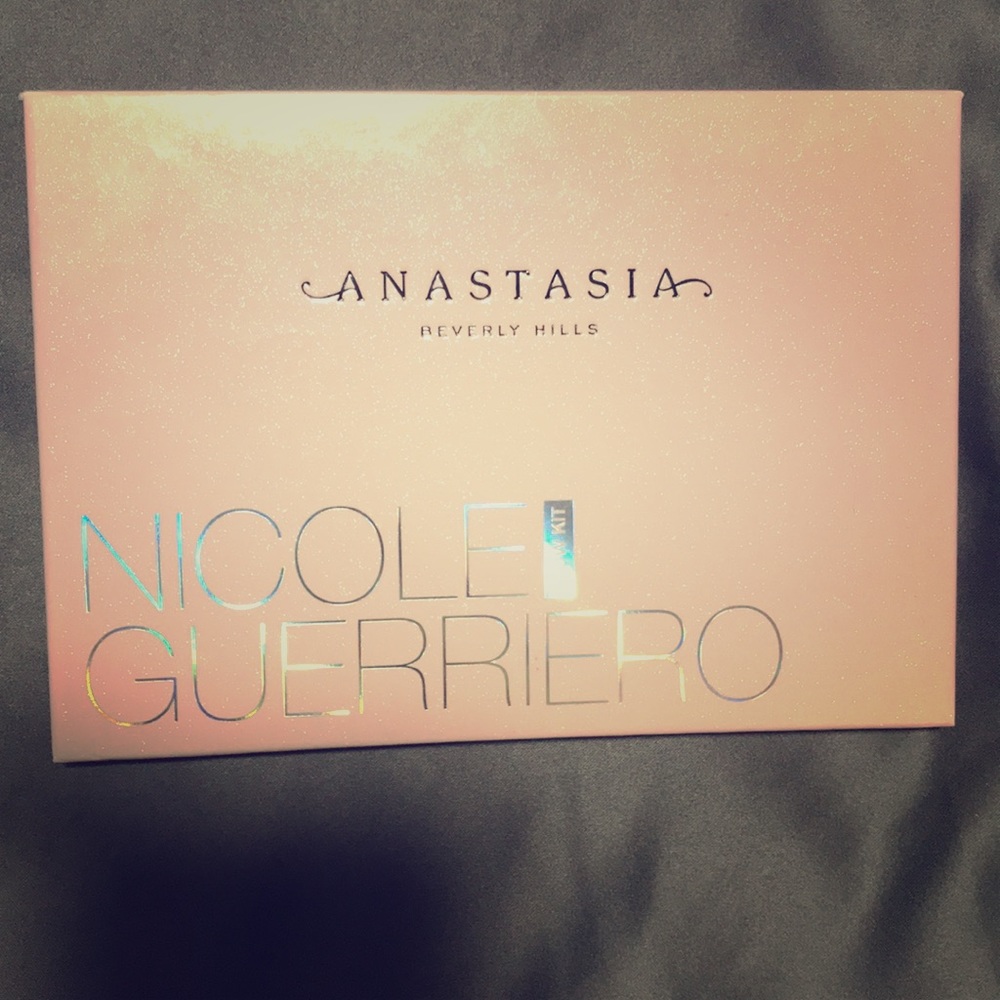 ANASTASIA
BEVERLY HILLS
NICOLE
KIT
GUERRIERO